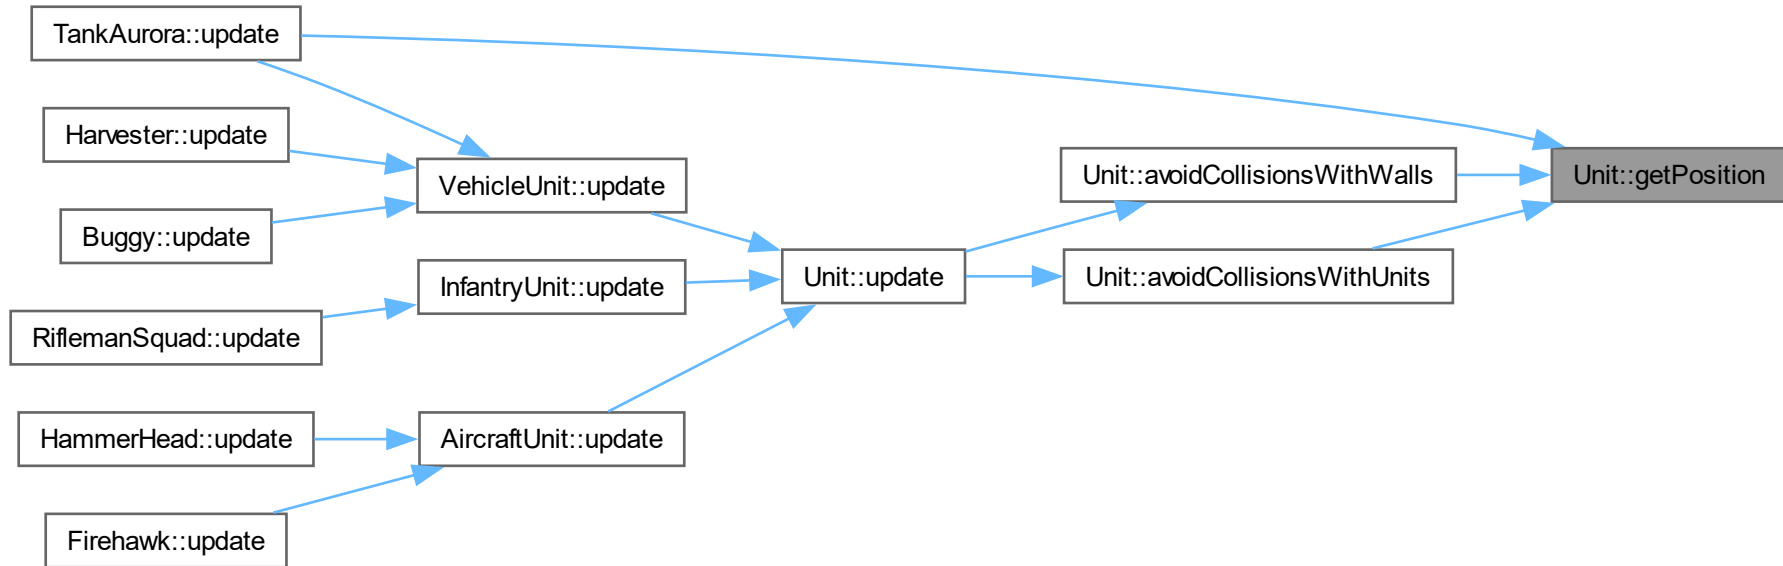 TankAurora::update
Harvester::update
VehicleUnit::update
Unit::avoidCollisionsWithWalls
Unit::getPosition
Buggy::update
InfantryUnit::update
Unit::update
Unit::avoidCollisionsWithUnits
RiflemanSquad::update
HammerHead::update
AircraftUnit::update
Firehawk::update